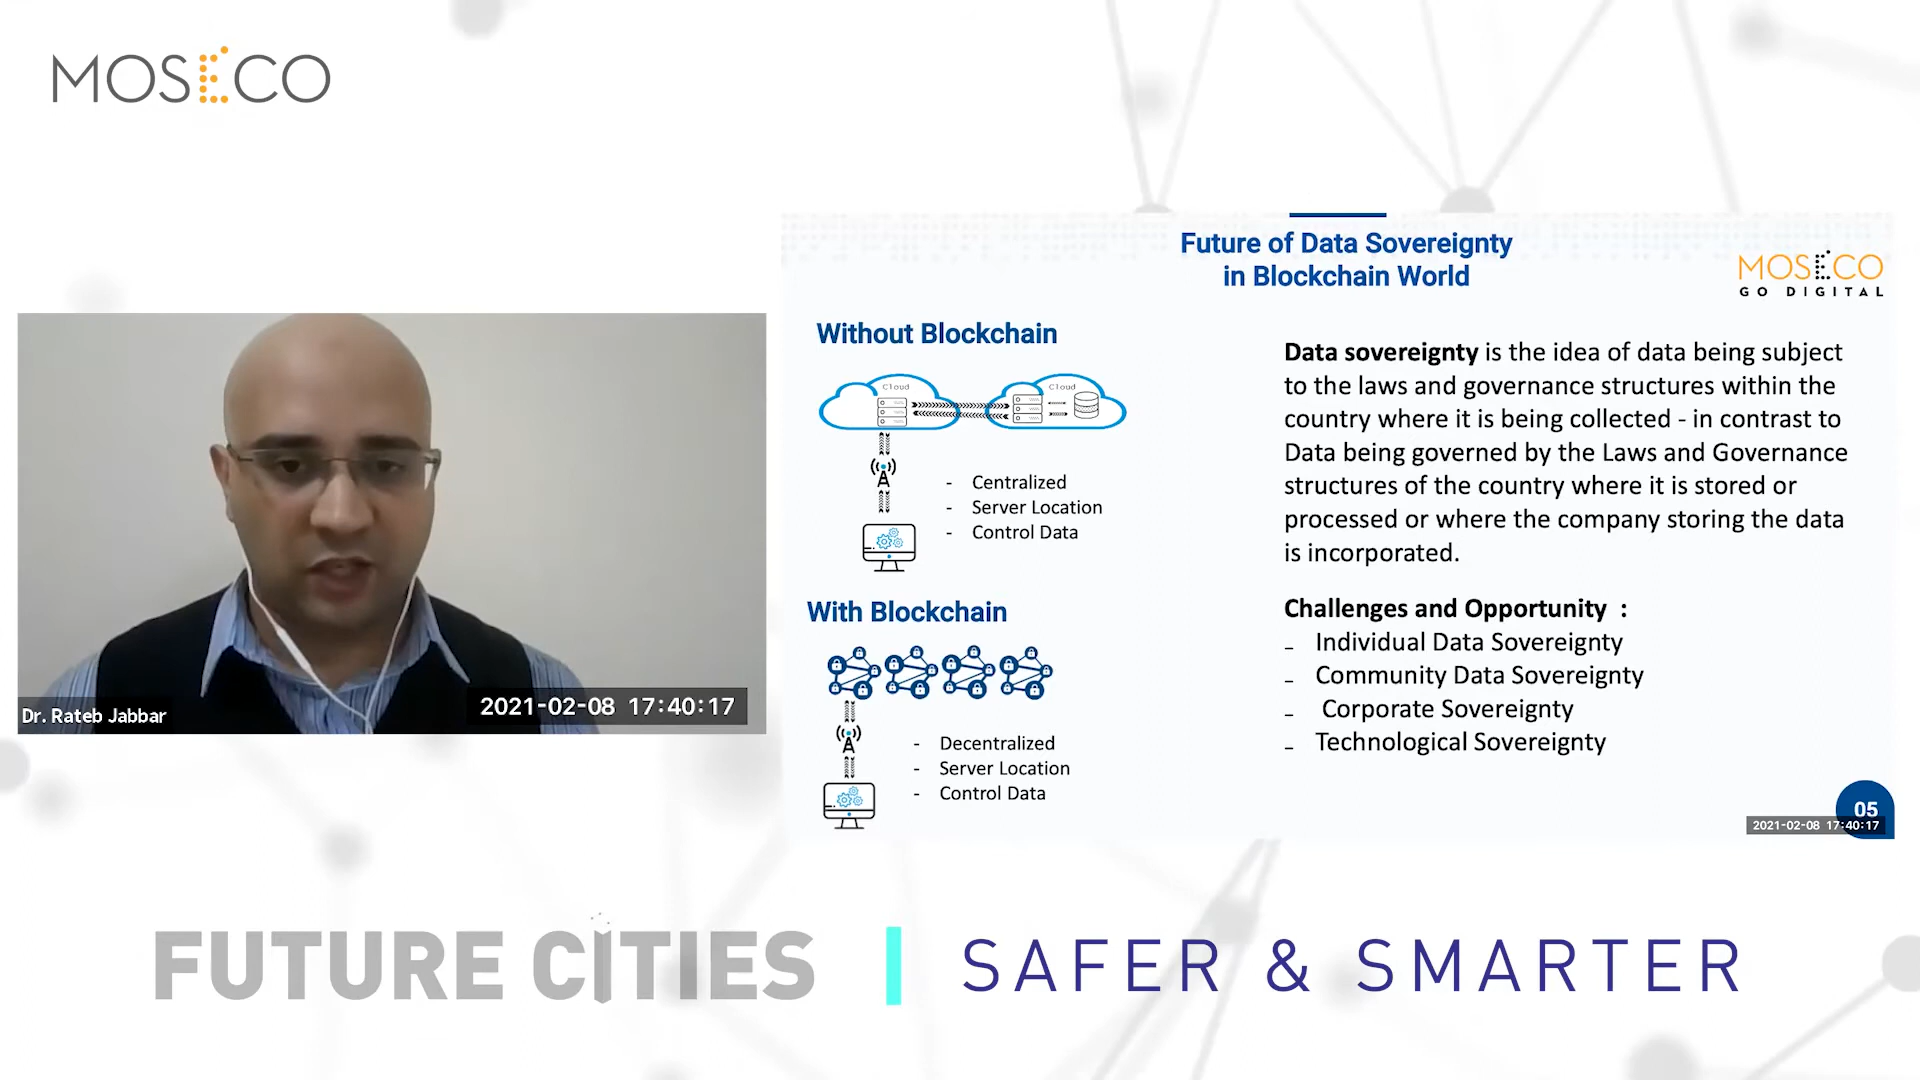 MOSECO
Future of Data Sovereignty
in Blockchain World
MOSECO
GO DIGITAL
Without Blockchain
Cloud
Cloud
- Centralized
- Server Location
- Control Data
With Blockchain
- Decentralized
- Server Location
- Control Data
Data sovereignty is the idea of data being subject
to the laws and governance structures within the
country where it is being collected - in contrast to
Data being governed by the Laws and Governance
structures of the country where it is stored or
processed or where the company storing the data
is incorporated.
Challenges and Opportunity :
- Individual Data Sovereignty
- Community Data Sovereignty
- Corporate Sovereignty
- Technological Sovereignty
05
2021-02-08 17:40:17
Dr. Rateb Jabbar
2021-02-08 17:40:17
FUTURE CITIES
SAFER & SMARTER